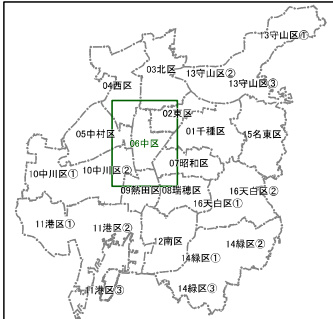 13守山区①
03北区
13守山区②
13守山区③
04西区
02東区
01千種区
05中村区
06中区
15名東区
07昭和区
10中川区①
10中川区②
09熱田区
08瑞穂区
16天白区②
16天白区①
11港区①
11港区②
12南区
14緑区②
14緑区①
11港区③
14緑区③